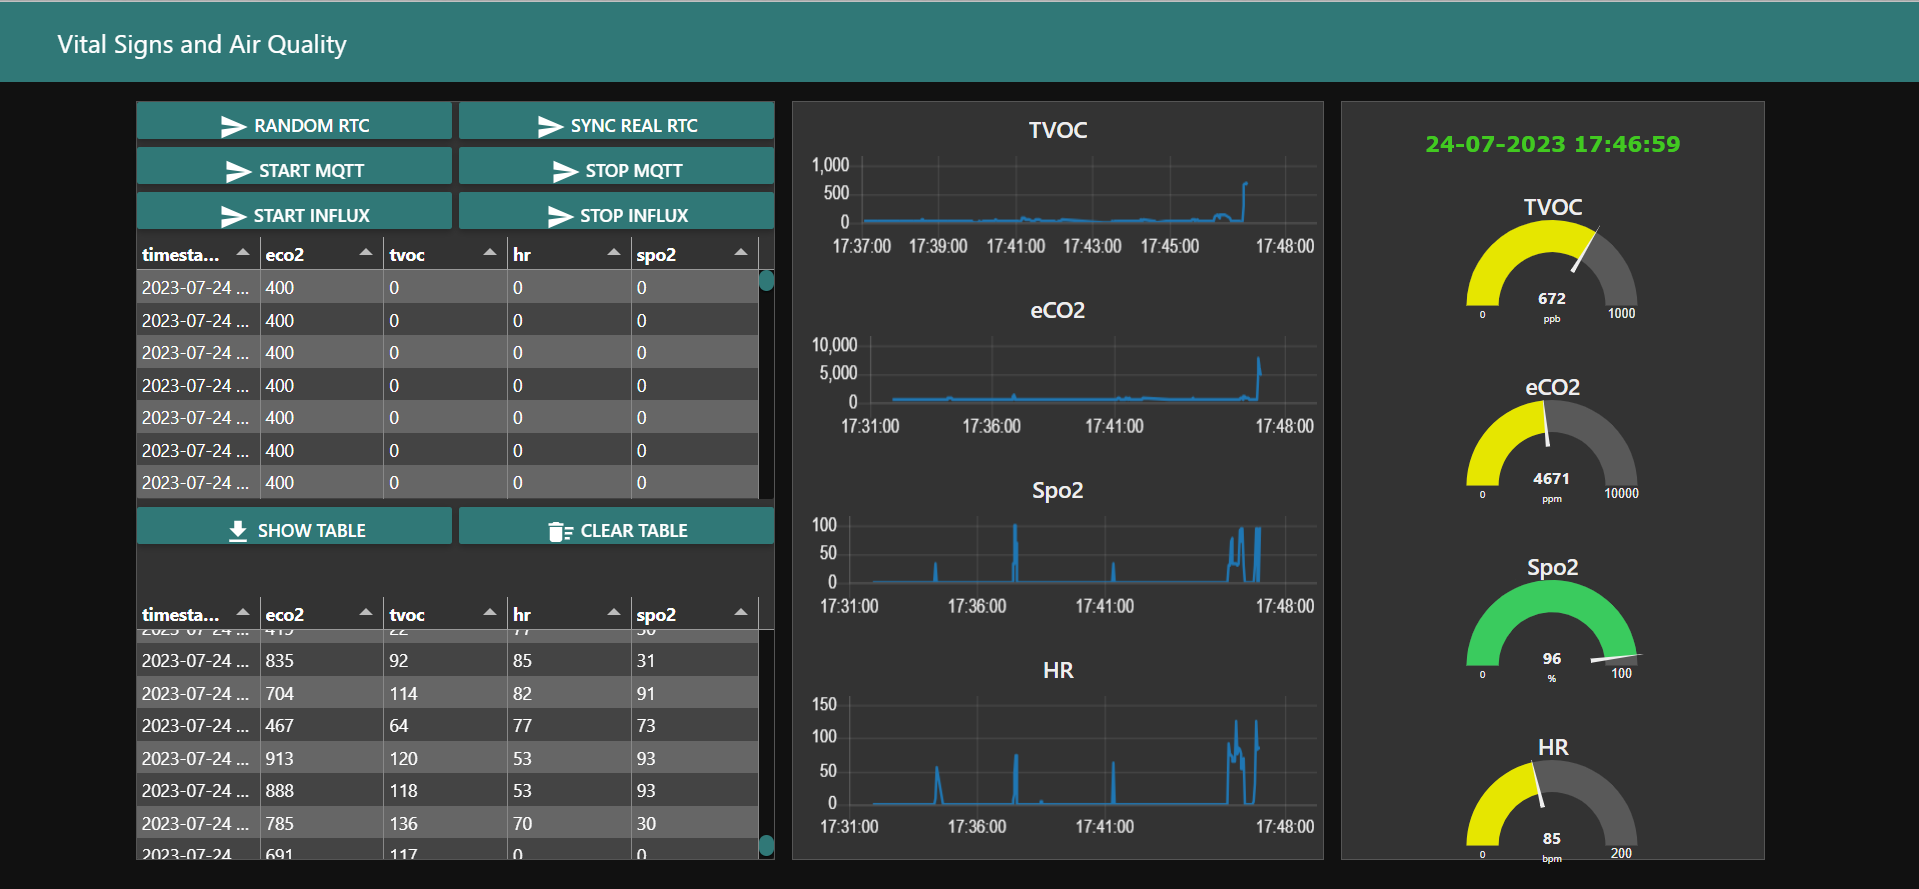 Vital Signs and Air Quality
RANDOM RTC SYNC REAL RTC
START MQTT STOP MQTT
START INFLUX STOP INFLUX
timesta... eco2 tvoc hr spo2
2023-07-24 ... 400 0 0 0
2023-07-24 ... 400 0 0 0
2023-07-24 ... 400 0 0 0
2023-07-24 ... 400 0 0 0
2023-07-24 ... 400 0 0 0
2023-07-24 ... 400 0 0 0
2023-07-24 ... 400 0 0 0
SHOW TABLE CLEAR TABLE
timesta... eco2 tvoc hr spo2
2023-07-24 ... 835 92 85 31
2023-07-24 ... 704 114 82 91
2023-07-24 ... 467 64 77 73
2023-07-24 ... 913 120 53 93
2023-07-24 ... 888 118 53 93
2023-07-24 ... 785 136 70 30
2023-07-24 691 117 0 0
TVOC
1,000
500
0
17:37:00 17:39:00 17:41:00 17:43:00 17:45:00 17:48:00
eCO2
10,000
5,000
0
17:31:00 17:36:00 17:41:00 17:48:00
Spo2
100
50
0
17:31:00 17:36:00 17:41:00 17:48:00
HR
150
100
50
0
17:31:00 17:36:00 17:41:00 17:48:00
24-07-2023 17:46:59
TVOC
672
0 ppb 1000
eCO2
4671
0 ppm 10000
Spo2
96
0 % 100
HR
85
0 bpm 200